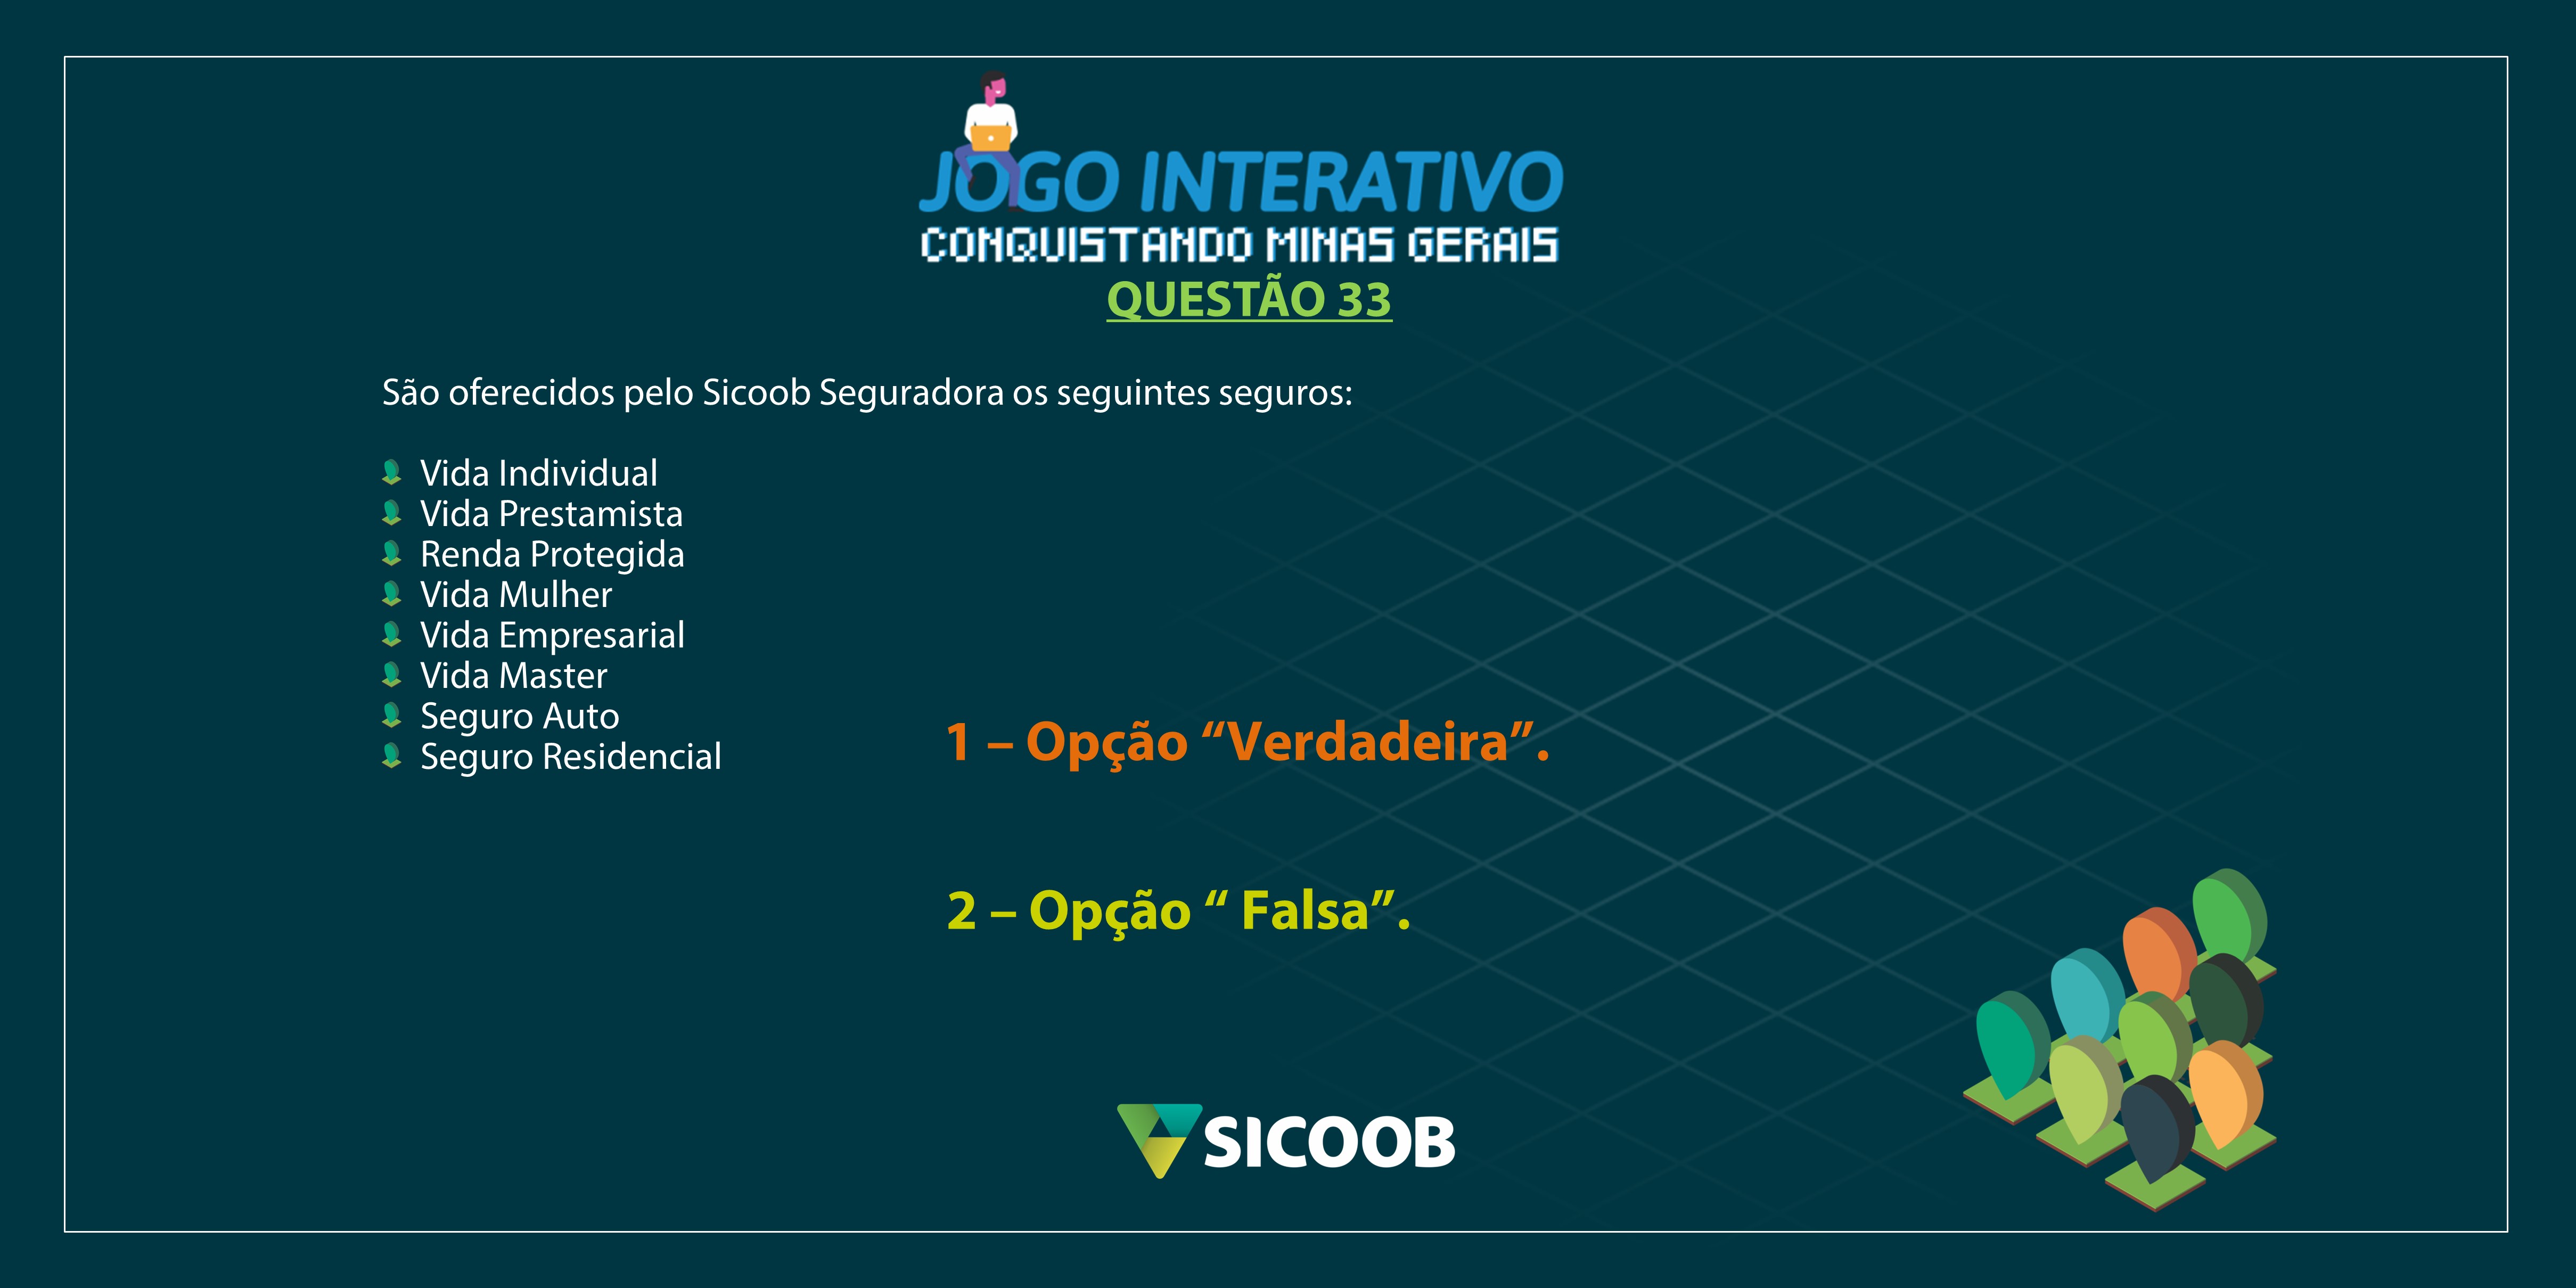 JOGO INTERATIVO
CONQUISTANDO MINAS GERAIS
QUESTÃO 33
São oferecidos pelo Sicoob Seguradora os seguintes seguros:
Vida Individual
Vida Prestamista
Renda Protegida
Vida Mulher
Vida Empresarial
Vida Master
Seguro Auto
Seguro Residencial
1 – Opção “Verdadeira”.
2 – Opção “ Falsa”.
SICOOB